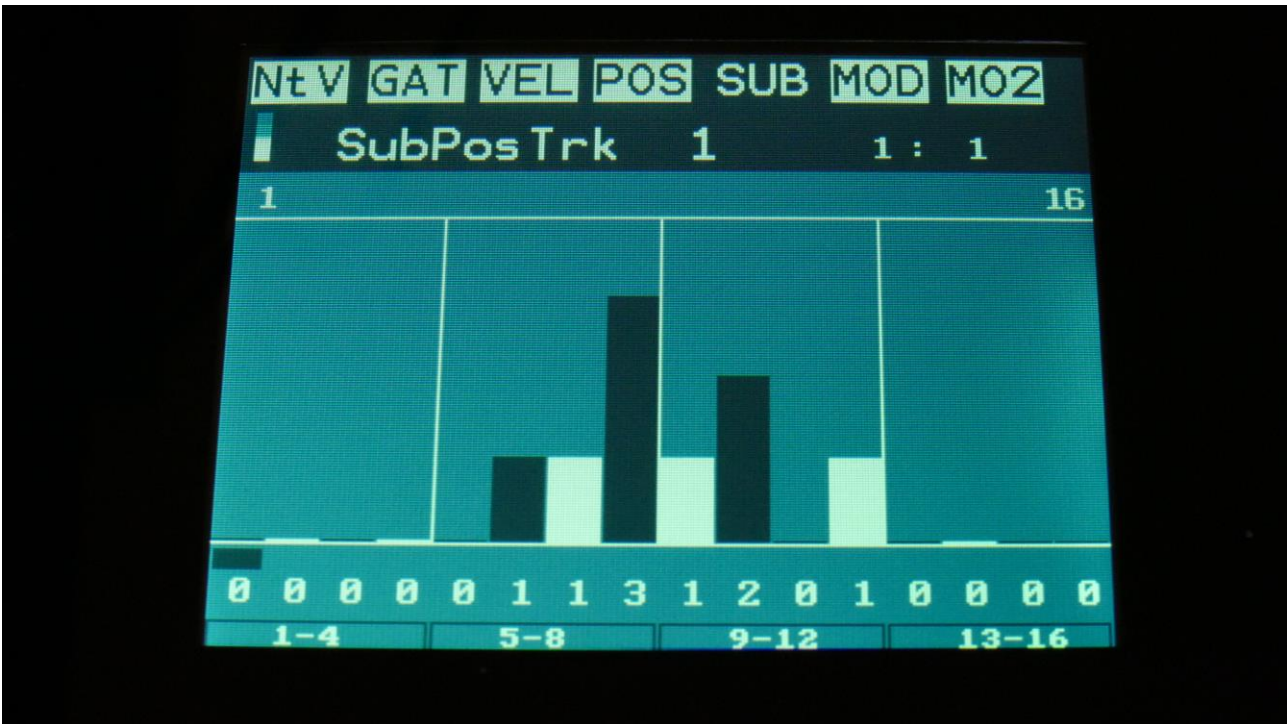 NtV GAT VEL POS SUB MOD MO2
SubPosTrk 1 1: 1
1 16
0 0 0 0 0 1 1 3 1 2 0 1 0 0 0 0
1-4 5-8 9-12 13-16